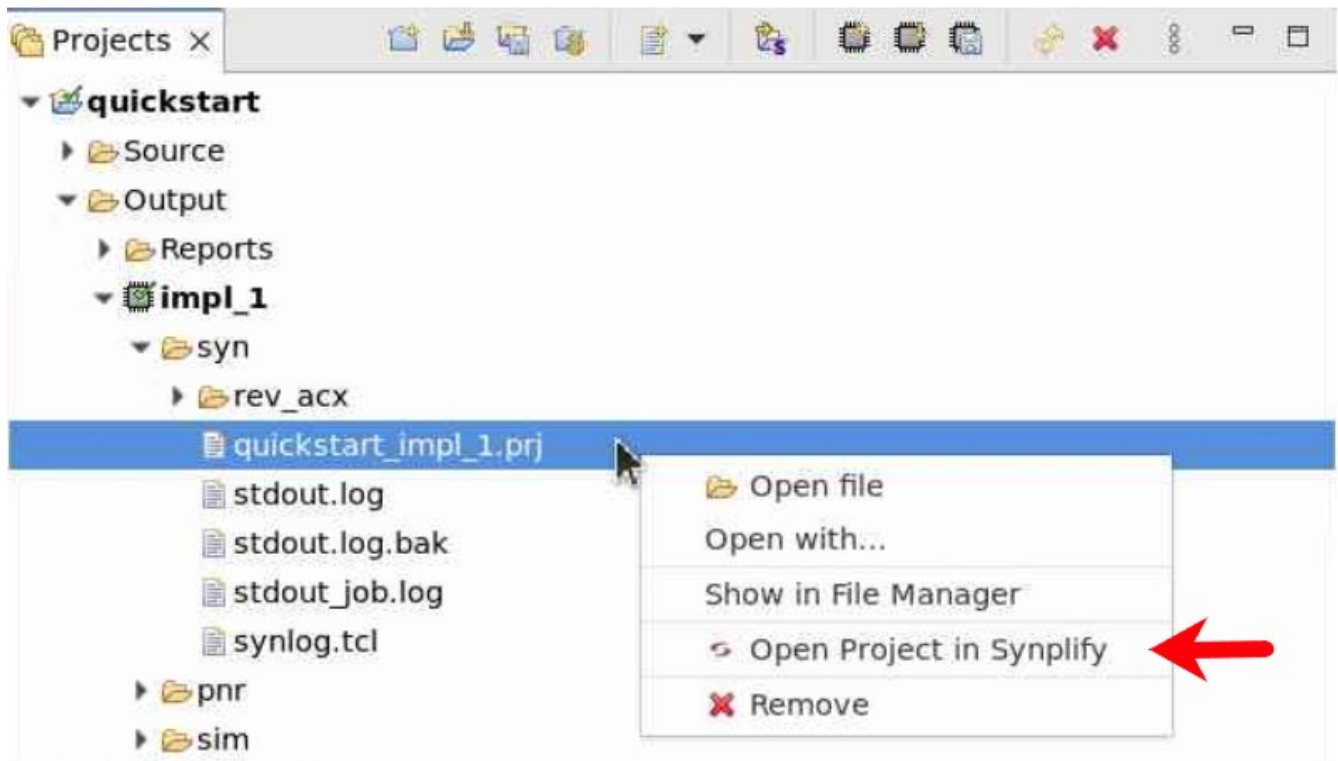 Projects
quickstart
Source
Output
Reports
impl_1
syn
rev_acx
quickstart_impl_1.prj
stdout.log
stdout.log.bak
stdout_job.log
synlog.tcl
pnr
sim
Open file
Open with...
Show in File Manager
Open Project in Synplify
Remove